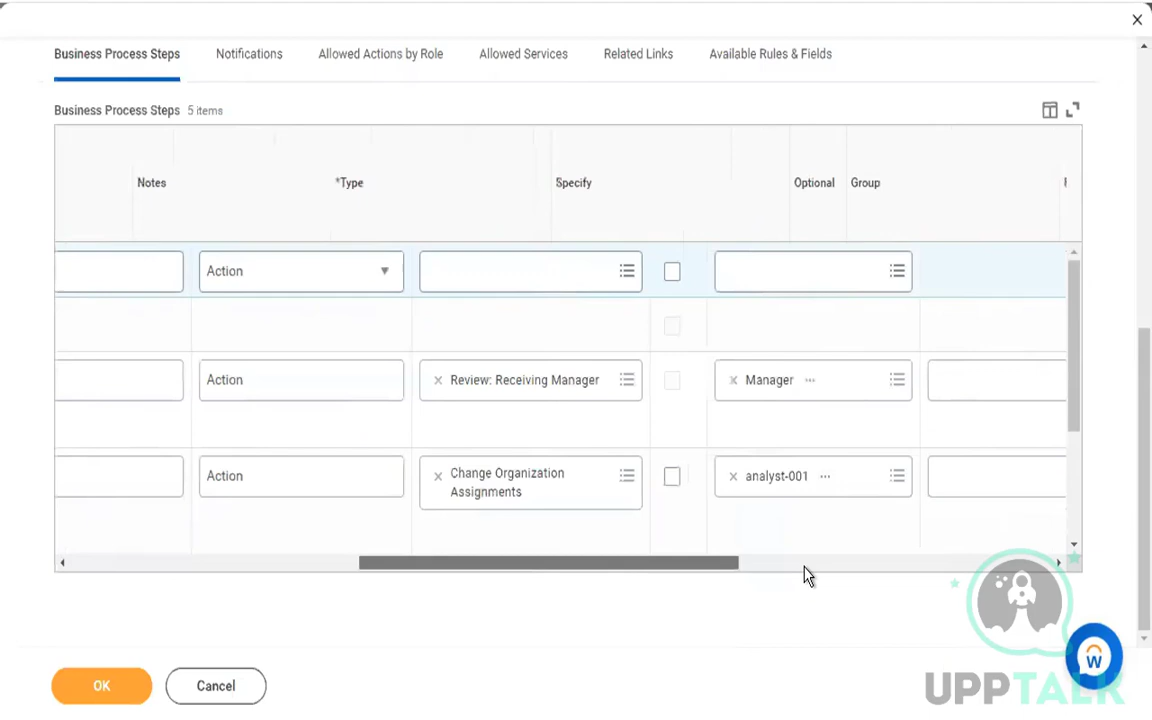 Business Process Steps Notifications Allowed Actions by Role Allowed Services Related Links Available Rules & Fields
Business Process Steps 5 items
Notes *Type Specify Optional Group
Action
Action Review: Receiving Manager Manager ...
Action Change Organization Assignments analyst-001 ...
OK Cancel
W
UPPTALK